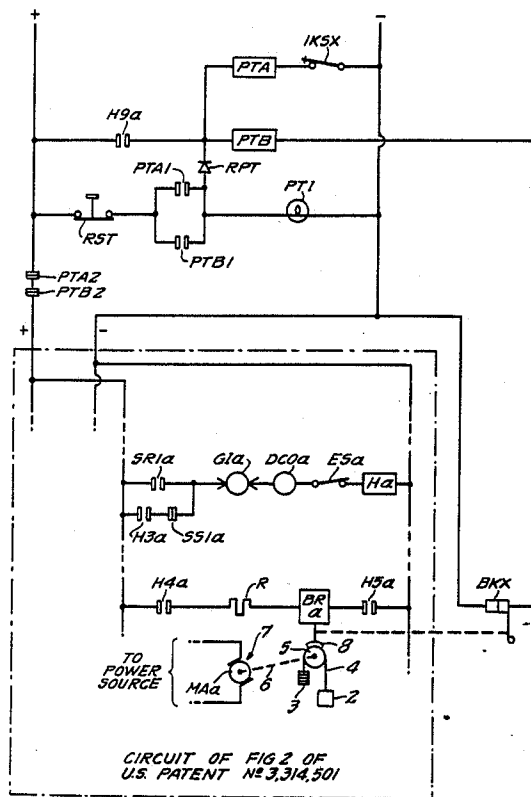 + -
PTA 1KSX
H9a PTB
PTA1 RPT
RST PTB1 PT1
PTA2
PTB2
+ -
SR1a G1a DCOa ESa Ha
H3a SS1a
H4a R BR a H5a BKX
TO POWER SOURCE } MAa 7 6 5 8 4 3 2
CIRCUIT OF FIG 2 OF
U.S. PATENT Nº 3,314,501